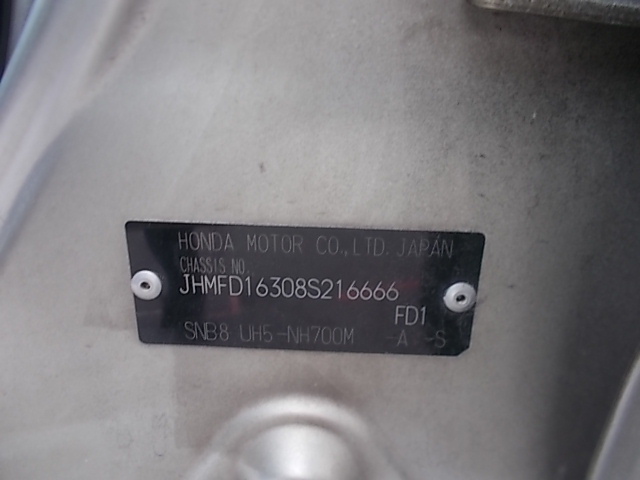 HONDA MOTOR CO.,LTD. JAPAN
CHASSIS NO.
JHMFD16308S216666
FD1
SNB8 UH5-NH700M -A -S